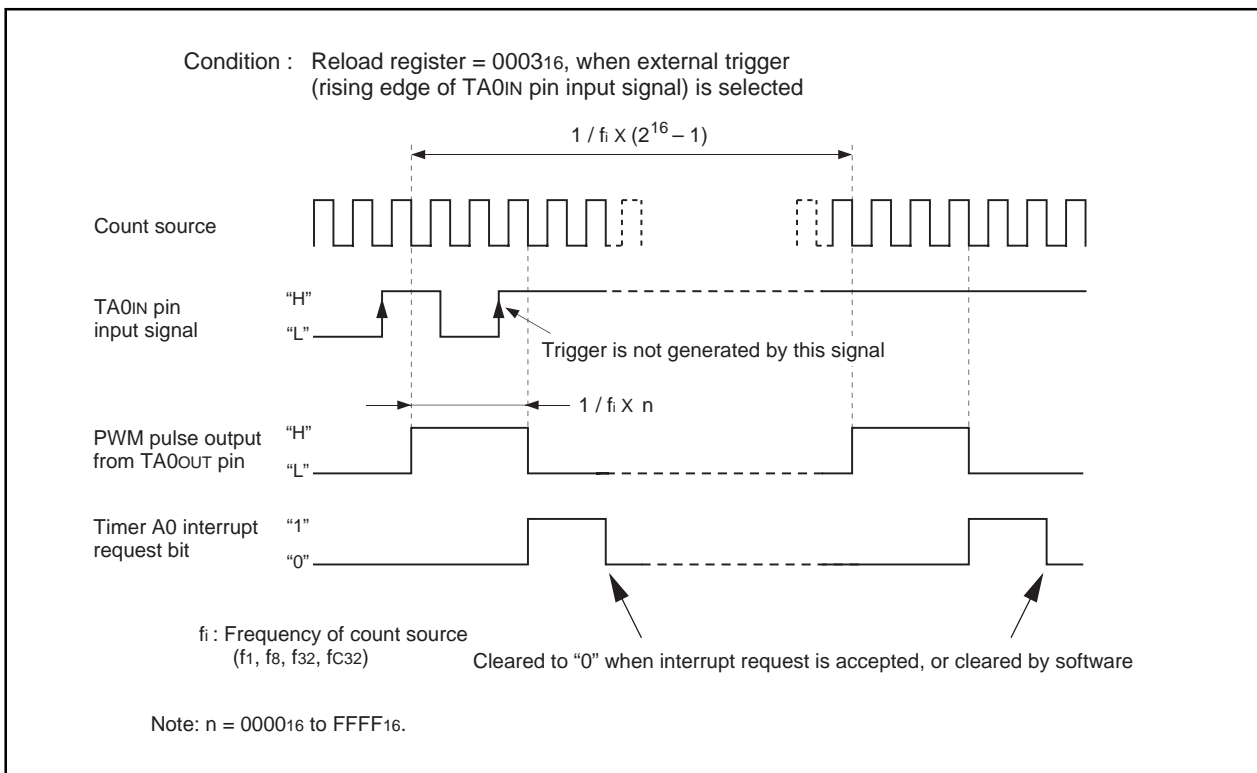 Condition : Reload register = 000316, when external trigger
(rising edge of TA0IN pin input signal) is selected
1 / fi X (2^16 – 1)
Count source
TA0IN pin
input signal
“H”
“L”
Trigger is not generated by this signal
1 / fi X n
PWM pulse output
from TA0OUT pin
“H”
“L”
Timer A0 interrupt
request bit
“1”
“0”
fi : Frequency of count source
(f1, f8, f32, fC32)
Cleared to “0” when interrupt request is accepted, or cleared by software
Note: n = 000016 to FFFF16.